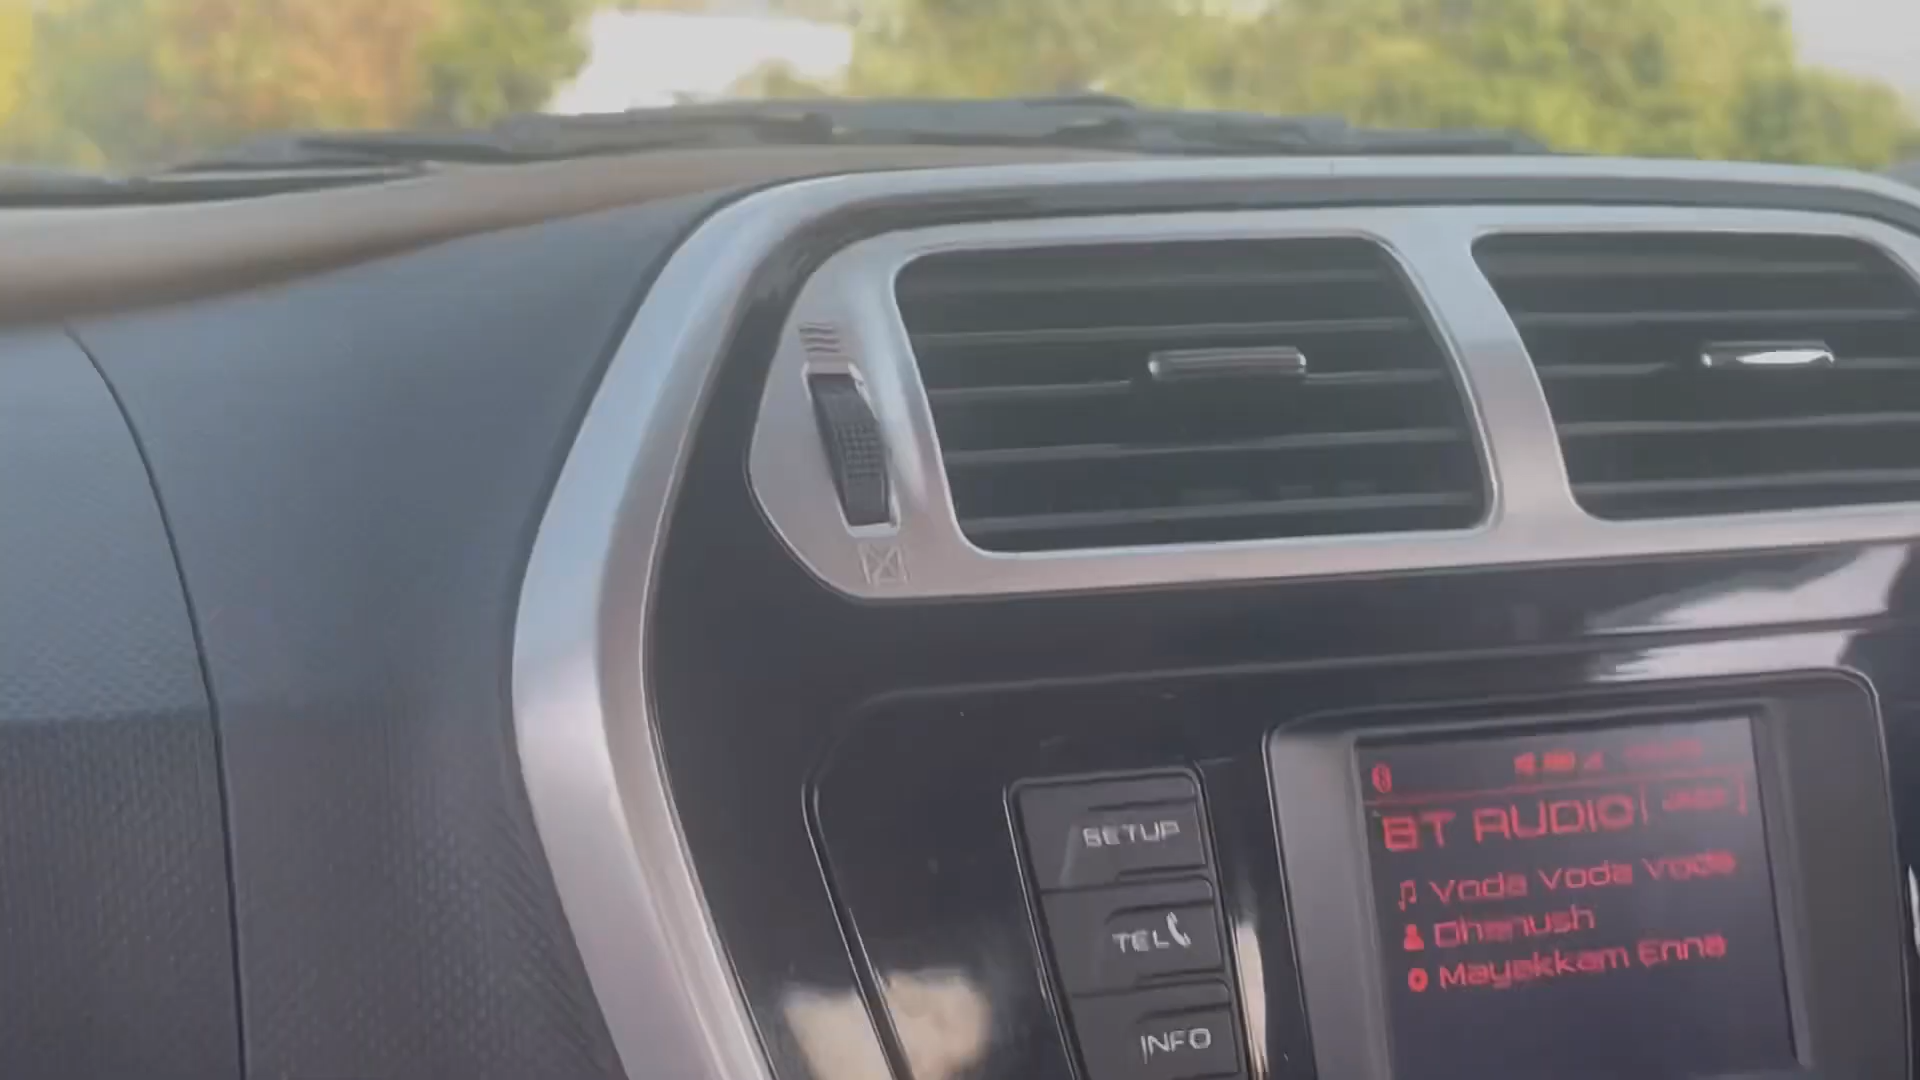 SETUP
TEL
INFO
BT AUDIO
Voda Voda Voda
Dhanush
Mayakkam Enna